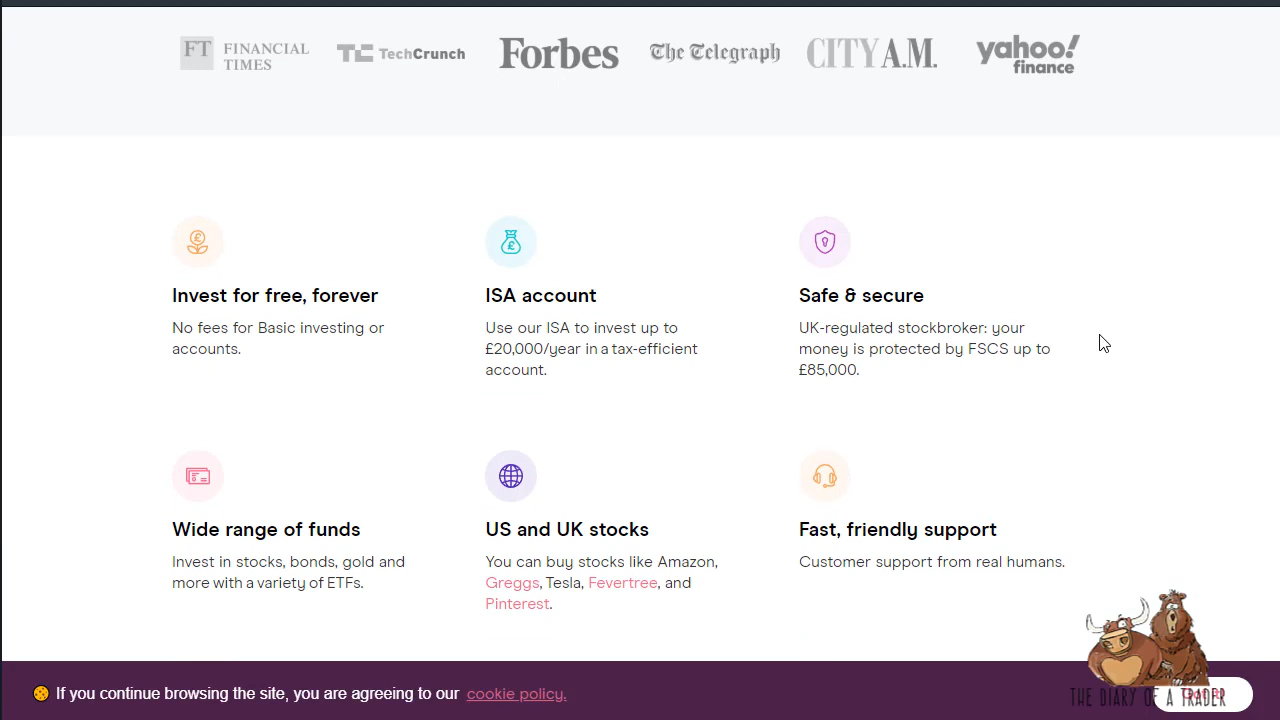 FT FINANCIAL TIMES
TC TechCrunch
Forbes
The Telegraph
CITY A.M.
yahoo! finance
Invest for free, forever
No fees for Basic investing or
accounts.
ISA account
Use our ISA to invest up to
£20,000/year in a tax-efficient
account.
Safe & secure
UK-regulated stockbroker: your
money is protected by FSCS up to
£85,000.
Wide range of funds
Invest in stocks, bonds, gold and
more with a variety of ETFs.
US and UK stocks
You can buy stocks like Amazon,
Greggs, Tesla, Fevertree, and
Pinterest.
Fast, friendly support
Customer support from real humans.
If you continue browsing the site, you are agreeing to our cookie policy.
THE DIARY OF A TRADER